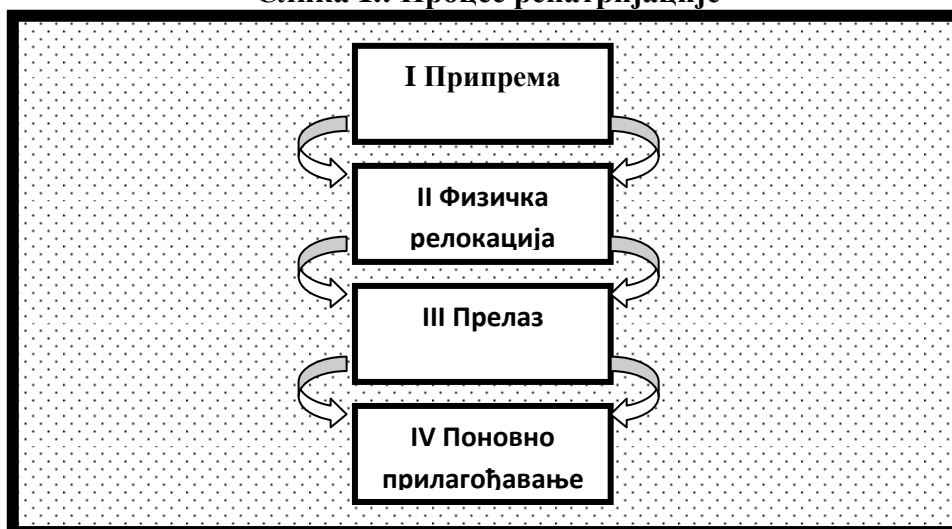 Слика 1.: Процес репатријације
I Припрема
II Физичка
релокација
III Прелаз
IV Поновно
прилагођавање